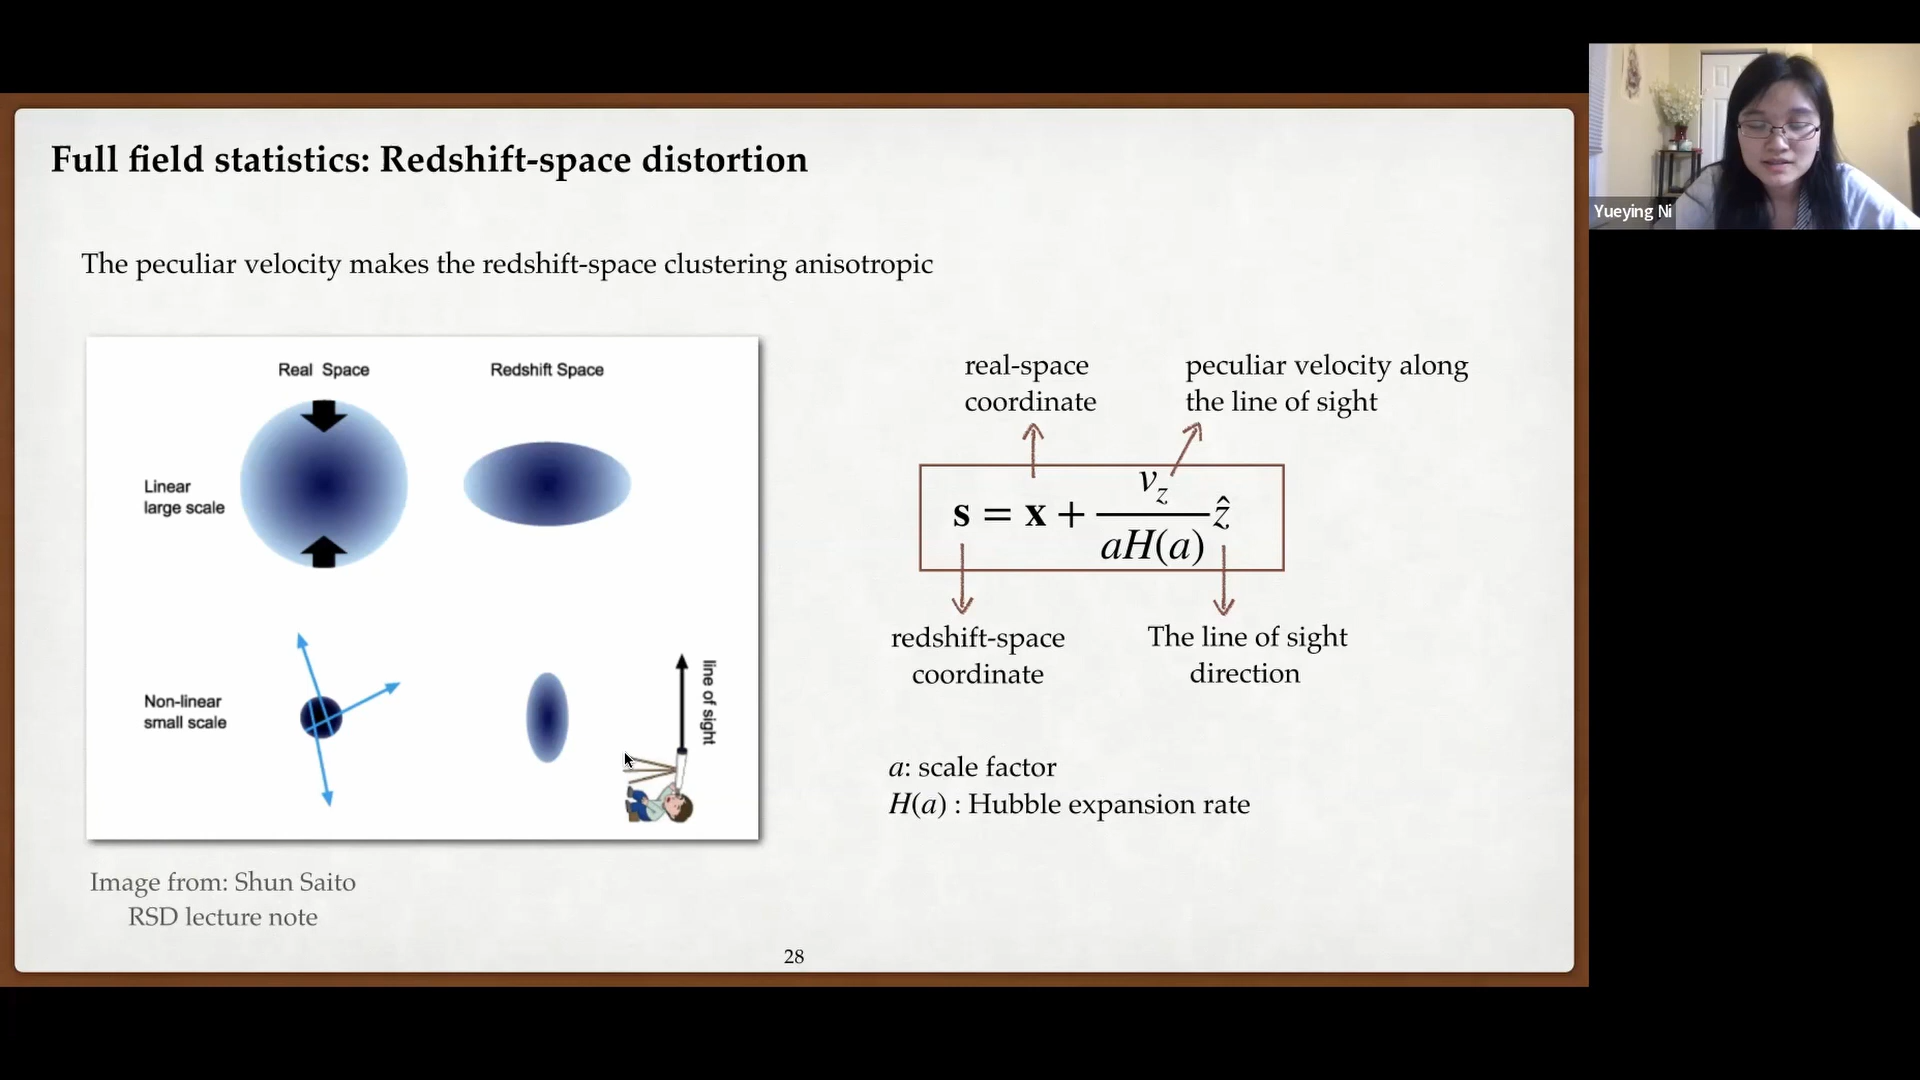 Full field statistics: Redshift-space distortion
Yueying Ni
The peculiar velocity makes the redshift-space clustering anisotropic
Real Space
Redshift Space
Linear
large scale
Non-linear
small scale
line of sight
Image from: Shun Saito
RSD lecture note
real-space
coordinate
peculiar velocity along
the line of sight
s = x + v_z / aH(a) ẑ
redshift-space
coordinate
The line of sight
direction
a: scale factor
H(a) : Hubble expansion rate
28